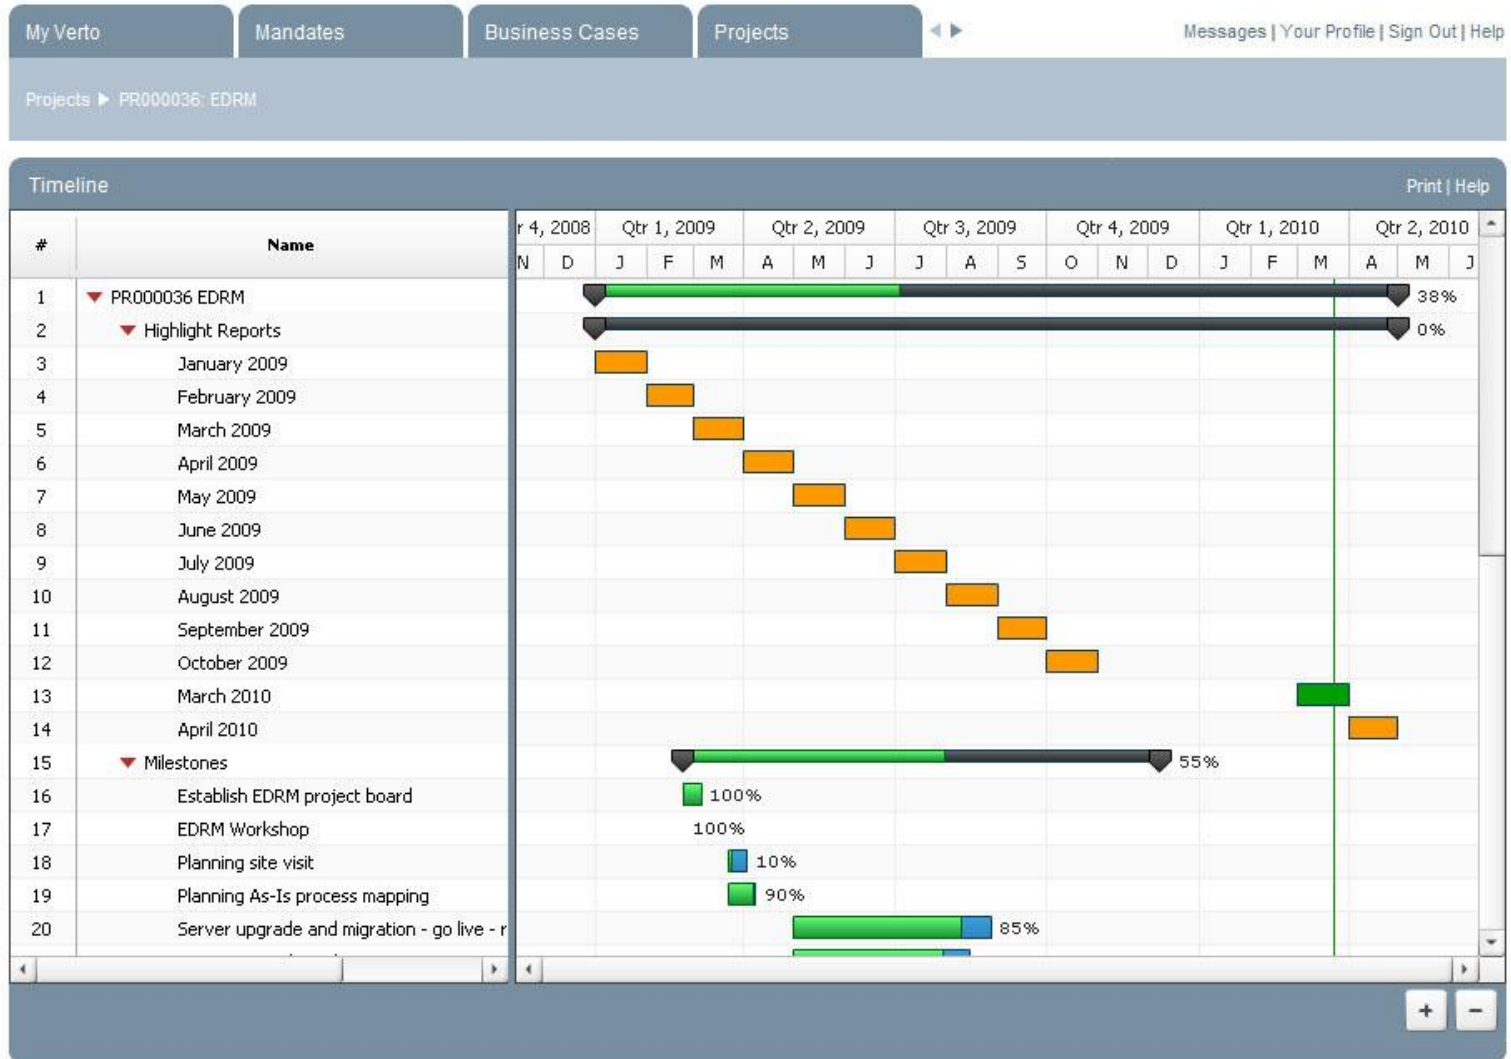 My Verto Mandates Business Cases Projects Messages | Your Profile | Sign Out | Help
Projects ▶ PR000036: EDRM
Timeline Print | Help
# Name
r 4, 2008 Qtr 1, 2009 Qtr 2, 2009 Qtr 3, 2009 Qtr 4, 2009 Qtr 1, 2010 Qtr 2, 2010
N D J F M A M J J A S O N D J F M A M J
1 PR000036 EDRM 38%
2 Highlight Reports 0%
3 January 2009
4 February 2009
5 March 2009
6 April 2009
7 May 2009
8 June 2009
9 July 2009
10 August 2009
11 September 2009
12 October 2009
13 March 2010
14 April 2010
15 Milestones 55%
16 Establish EDRM project board 100%
17 EDRM Workshop 100%
18 Planning site visit 10%
19 Planning As-Is process mapping 90%
20 Server upgrade and migration - go live - r 85%
+ −